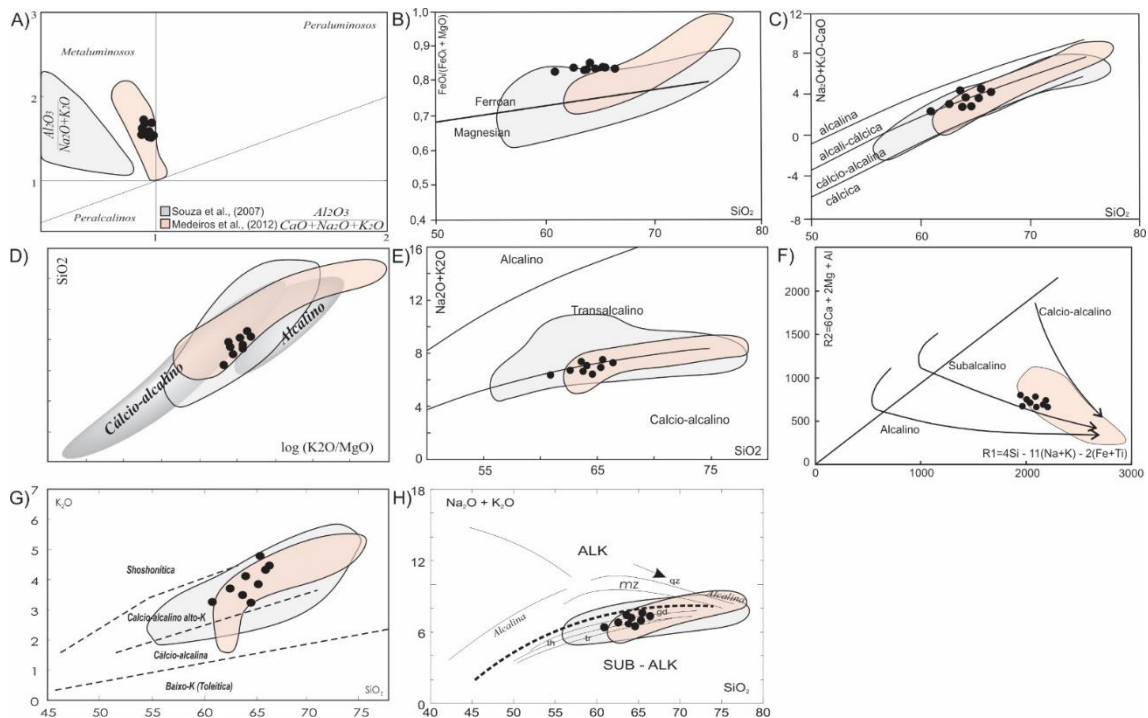 A)
3
2
1
Metaluminosos
Peraluminosos
Al2O3
Na2O+K2O
Peralcalinos
Souza et al., (2007)
Medeiros et al., (2012)
Al2O3
CaO+Na2O+K2O
1
2
B)
FeOt/(FeOt + MgO)
1,0
0,9
0,8
0,7
0,6
0,4
Ferroan
Magnesian
50
60
70
80
SiO2
C)
Na2O+K2O-CaO
12
8
4
0
-4
-8
alcalina
alcali-cálcica
cálcio-alcalina
cálcica
50
60
70
80
SiO2
D)
SiO2
Cálcio-alcalino
Alcalino
log (K2O/MgO)
E)
Na2O+K2O
16
12
8
4
0
Alcalino
Transalcalino
Calcio-alcalino
50
60
70
80
SiO2
F)
R2=6Ca + 2Mg + Al
2000
1500
1000
500
0
Calcio-alcalino
Subalcalino
Alcalino
R1=4Si - 11(Na+K) - 2(Fe+Ti)
0
1000
2000
3000
G)
K2O
7
6
5
4
3
2
1
0
Shoshonítica
Calcio-alcalino alto-K
Cálcio-alcalina
Baixo-K (Toleítica)
45
50
55
60
65
70
75
80
SiO2
H)
Na2O + K2O
18
12
6
0
ALK
mz
qz
Alcalina
Alcalina
gd
th
tr
SUB - ALK
40
45
50
55
60
65
70
75
80
SiO2